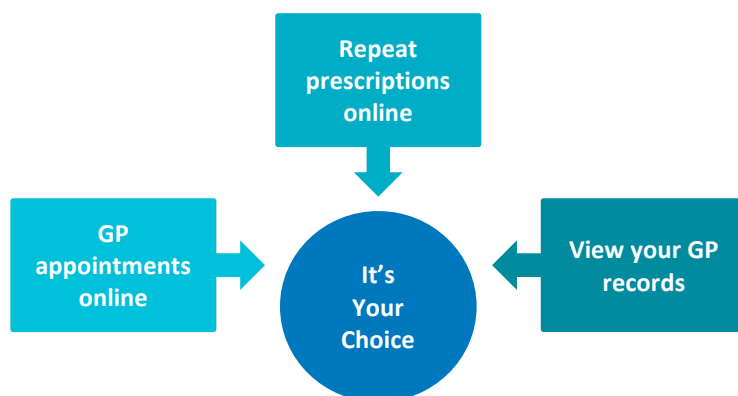 Repeat
prescriptions
online
GP
appointments
online
It's
Your
Choice
View your GP
records